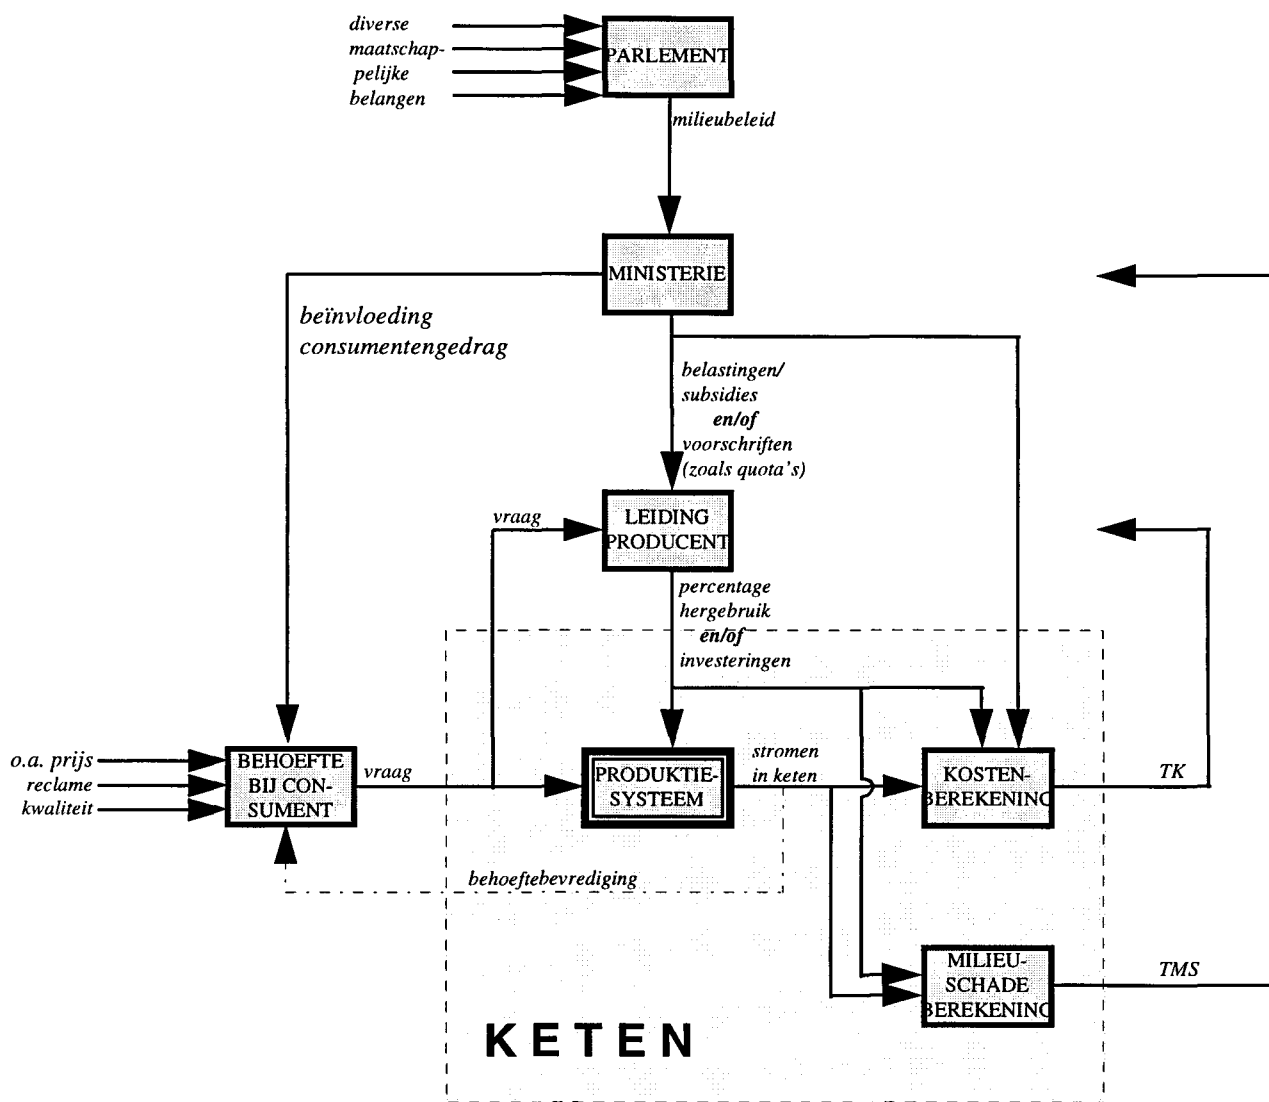 diverse
maatschap-
pelijke
belangen
PARLEMENT
milieubeleid
MINISTERIE
beïnvloeding
consumentengedrag
belastingen/
subsidies
en/of
voorschriften
(zoals quota's)
vraag
LEIDING
PRODUCENT
percentage
hergebruik
en/of
investeringen
o.a. prijs
reclame
kwaliteit
BEHOEFTE
BIJ CON-
SUMENT
vraag
PRODUKTIE-
SYSTEEM
stromen
in keten
KOSTEN-
BEREKENING
TK
behoeftebevrediging
MILIEU-
SCHADE
BEREKENING
TMS
KETEN